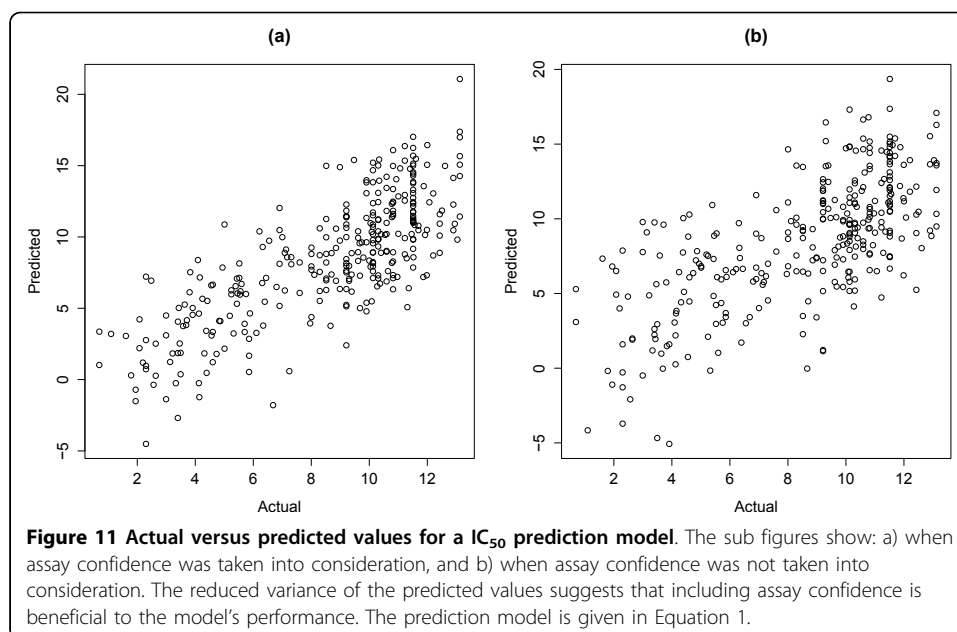 (a)
(b)
20
15
10
5
0
−5
Predicted
2 4 6 8 10 12
Actual
20
15
10
5
0
−5
Predicted
2 4 6 8 10 12
Actual
Figure 11 Actual versus predicted values for a IC50 prediction model. The sub figures show: a) when
assay confidence was taken into consideration, and b) when assay confidence was not taken into
consideration. The reduced variance of the predicted values suggests that including assay confidence is
beneficial to the model's performance. The prediction model is given in Equation 1.